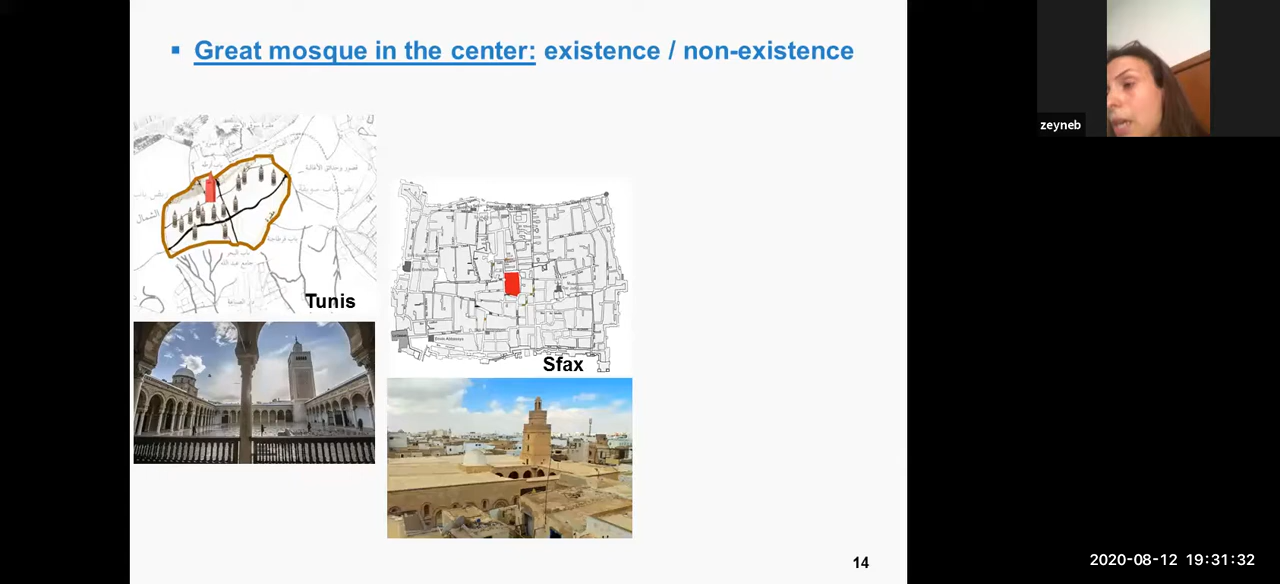 ▪ Great mosque in the center: existence / non-existence
zeyneb
Tunis
Sfax
14
2020-08-12 19:31:32